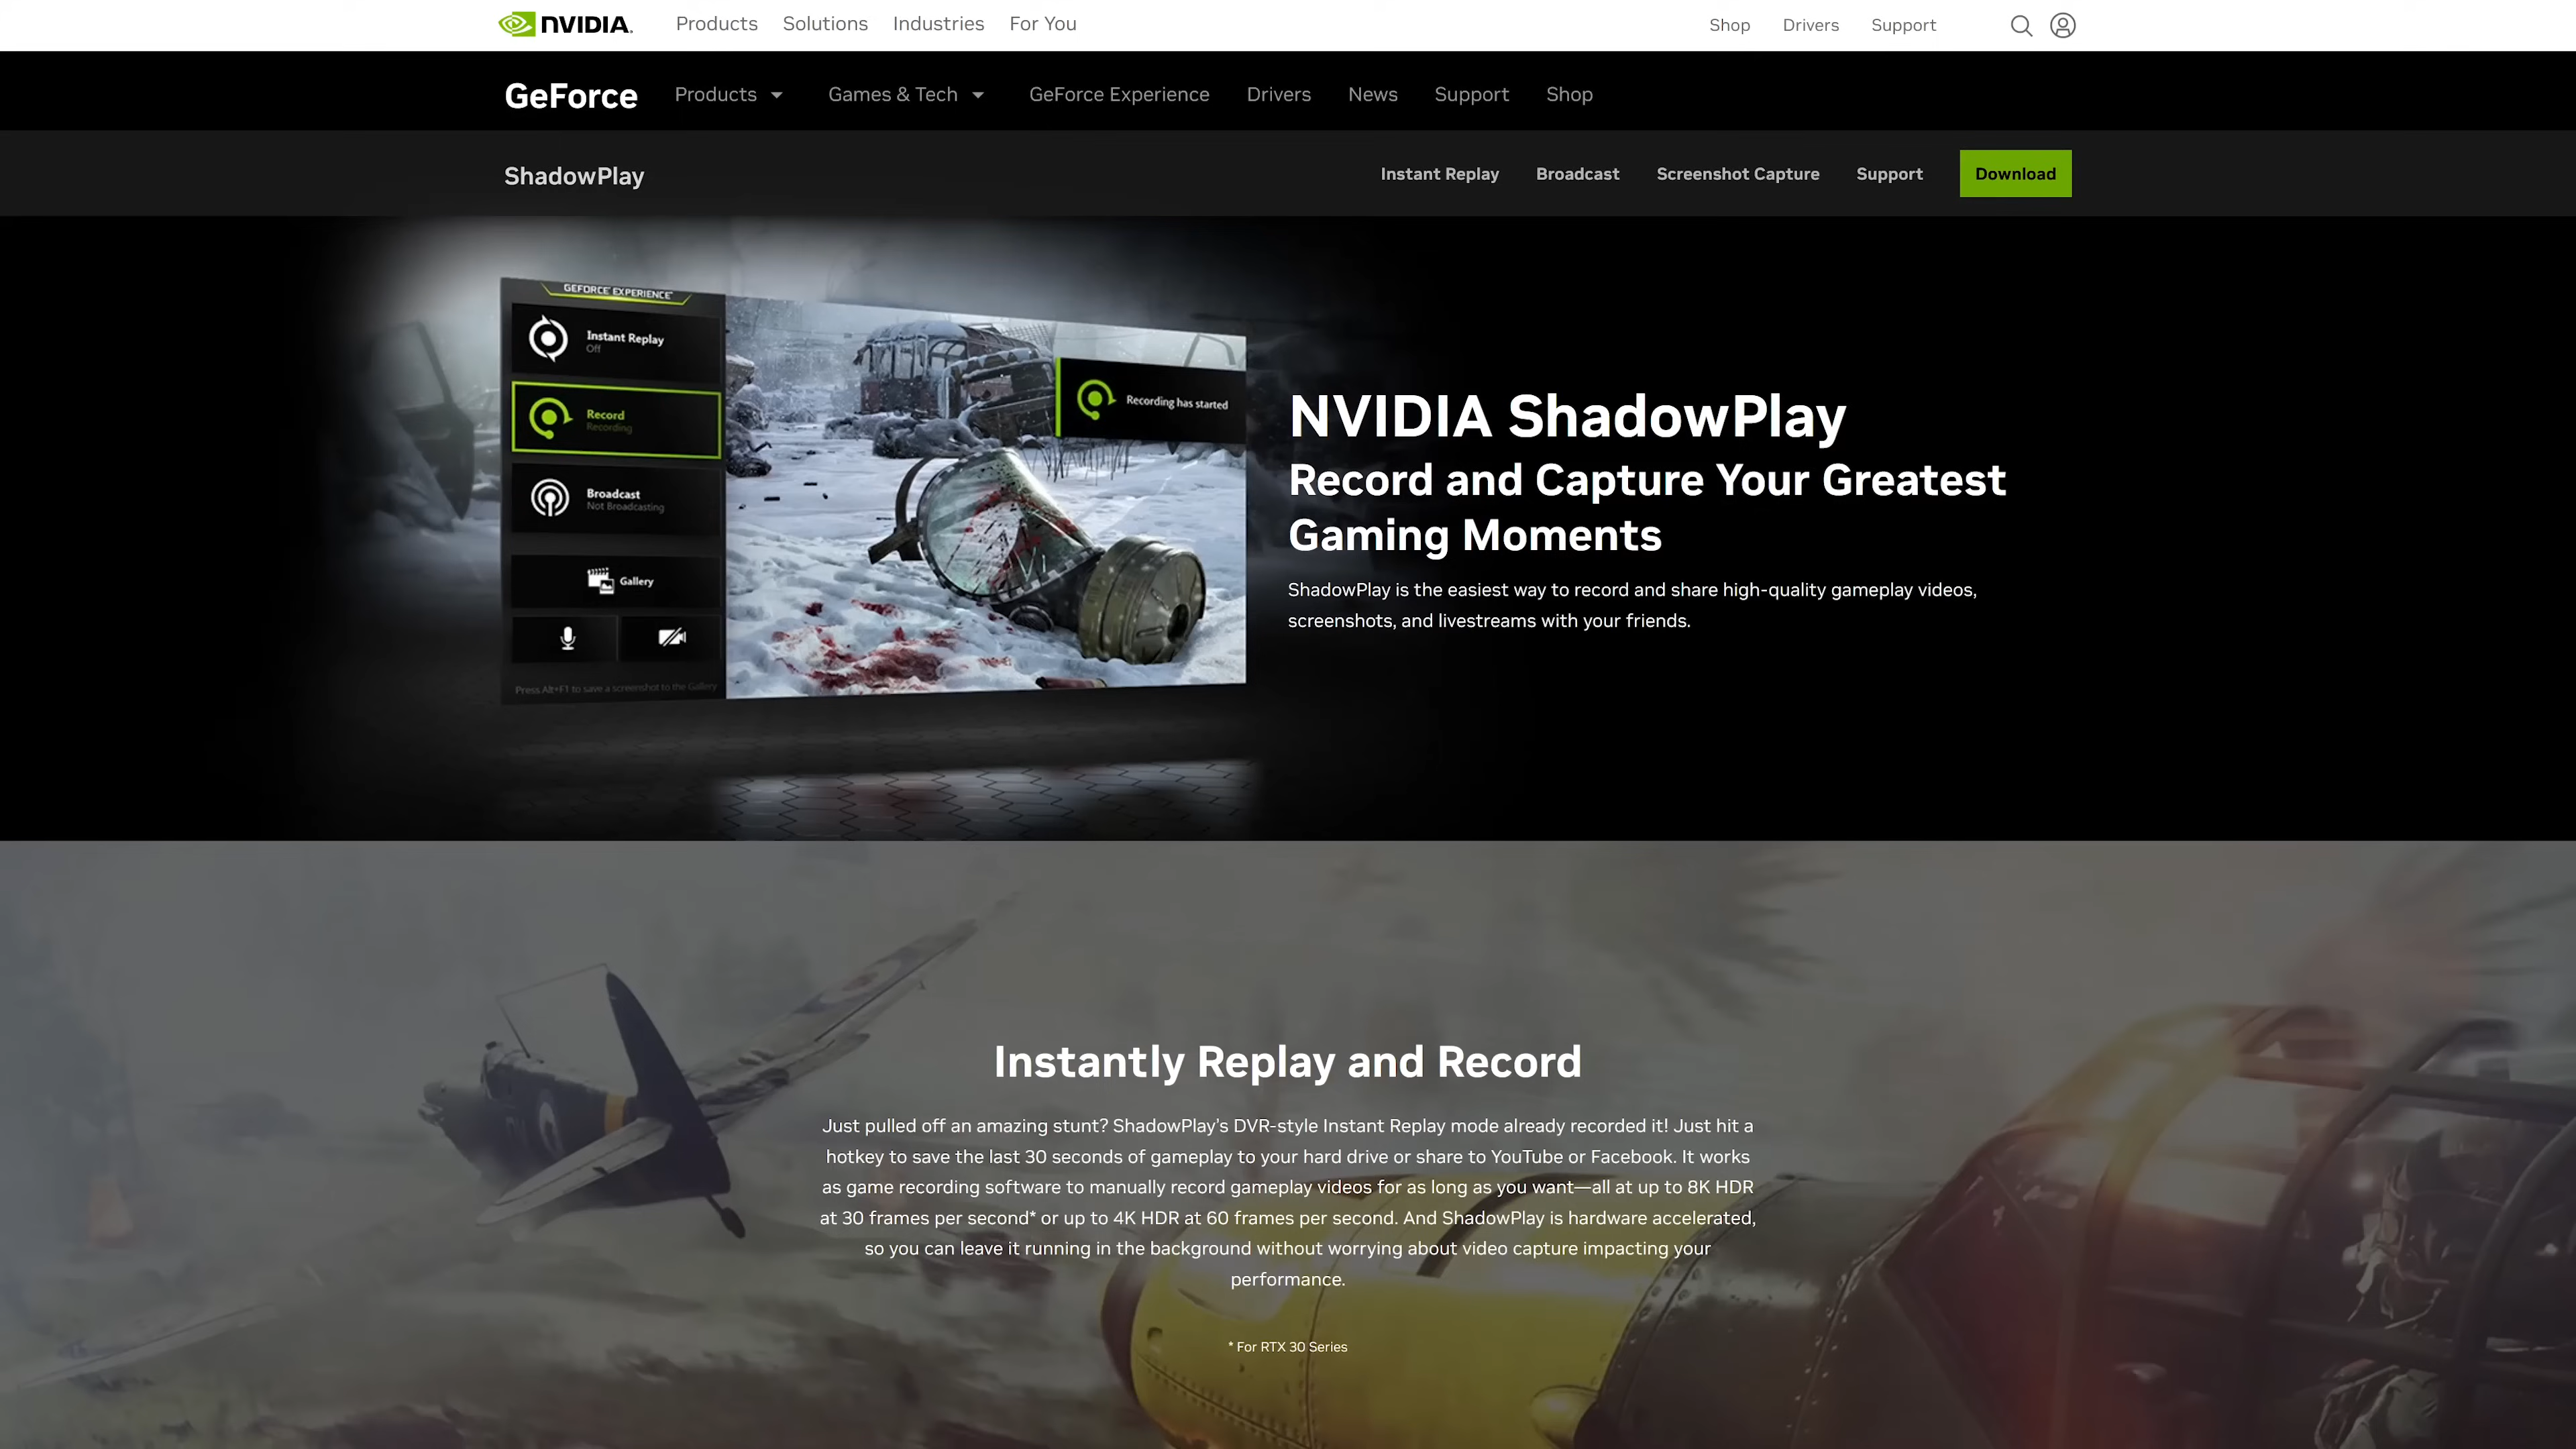 NVIDIA.
Products Solutions Industries For You
Shop Drivers Support
GeForce
Products Games & Tech GeForce Experience Drivers News Support Shop
ShadowPlay
Instant Replay Broadcast Screenshot Capture Support Download
GEFORCE EXPERIENCE
Instant Replay
Off
Record
Recording
Broadcast
Not Broadcasting
Gallery
Press Alt+F1 to save a screenshot to the Gallery
Recording has started
NVIDIA ShadowPlay
Record and Capture Your Greatest
Gaming Moments
ShadowPlay is the easiest way to record and share high-quality gameplay videos,
screenshots, and livestreams with your friends.
Instantly Replay and Record
Just pulled off an amazing stunt? ShadowPlay's DVR-style Instant Replay mode already recorded it! Just hit a
hotkey to save the last 30 seconds of gameplay to your hard drive or share to YouTube or Facebook. It works
as game recording software to manually record gameplay videos for as long as you want—all at up to 8K HDR
at 30 frames per second* or up to 4K HDR at 60 frames per second. And ShadowPlay is hardware accelerated,
so you can leave it running in the background without worrying about video capture impacting your
performance.
* For RTX 30 Series